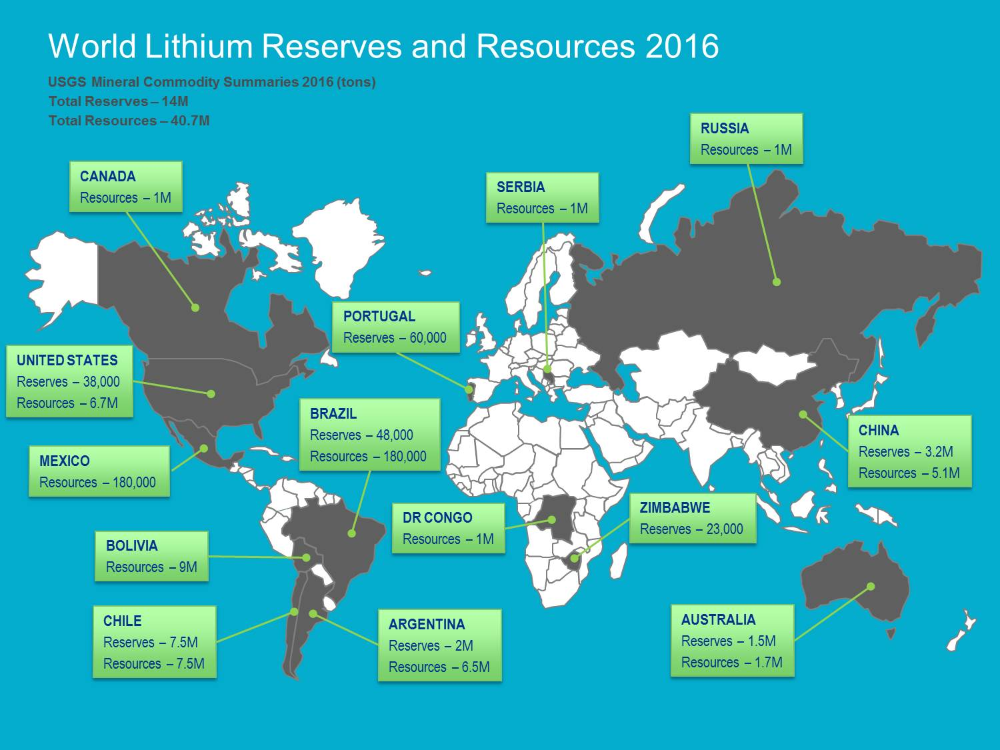 World Lithium Reserves and Resources 2016
USGS Mineral Commodity Summaries 2016 (tons)
Total Reserves – 14M
Total Resources – 40.7M
RUSSIA
Resources – 1M
CANADA
Resources – 1M
SERBIA
Resources – 1M
PORTUGAL
Reserves – 60,000
UNITED STATES
Reserves – 38,000
Resources – 6.7M
BRAZIL
Reserves – 48,000
Resources – 180,000
CHINA
Reserves – 3.2M
Resources – 5.1M
MEXICO
Resources – 180,000
DR CONGO
Resources – 1M
ZIMBABWE
Reserves – 23,000
BOLIVIA
Resources – 9M
CHILE
Reserves – 7.5M
Resources – 7.5M
ARGENTINA
Reserves – 2M
Resources – 6.5M
AUSTRALIA
Reserves – 1.5M
Resources – 1.7M